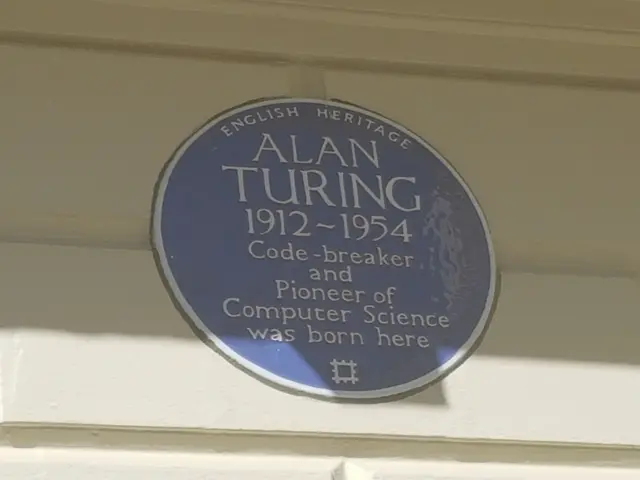 ENGLISH HERITAGE
ALAN
TURING
1912~1954
Code-breaker
and
Pioneer of
Computer Science
was born here